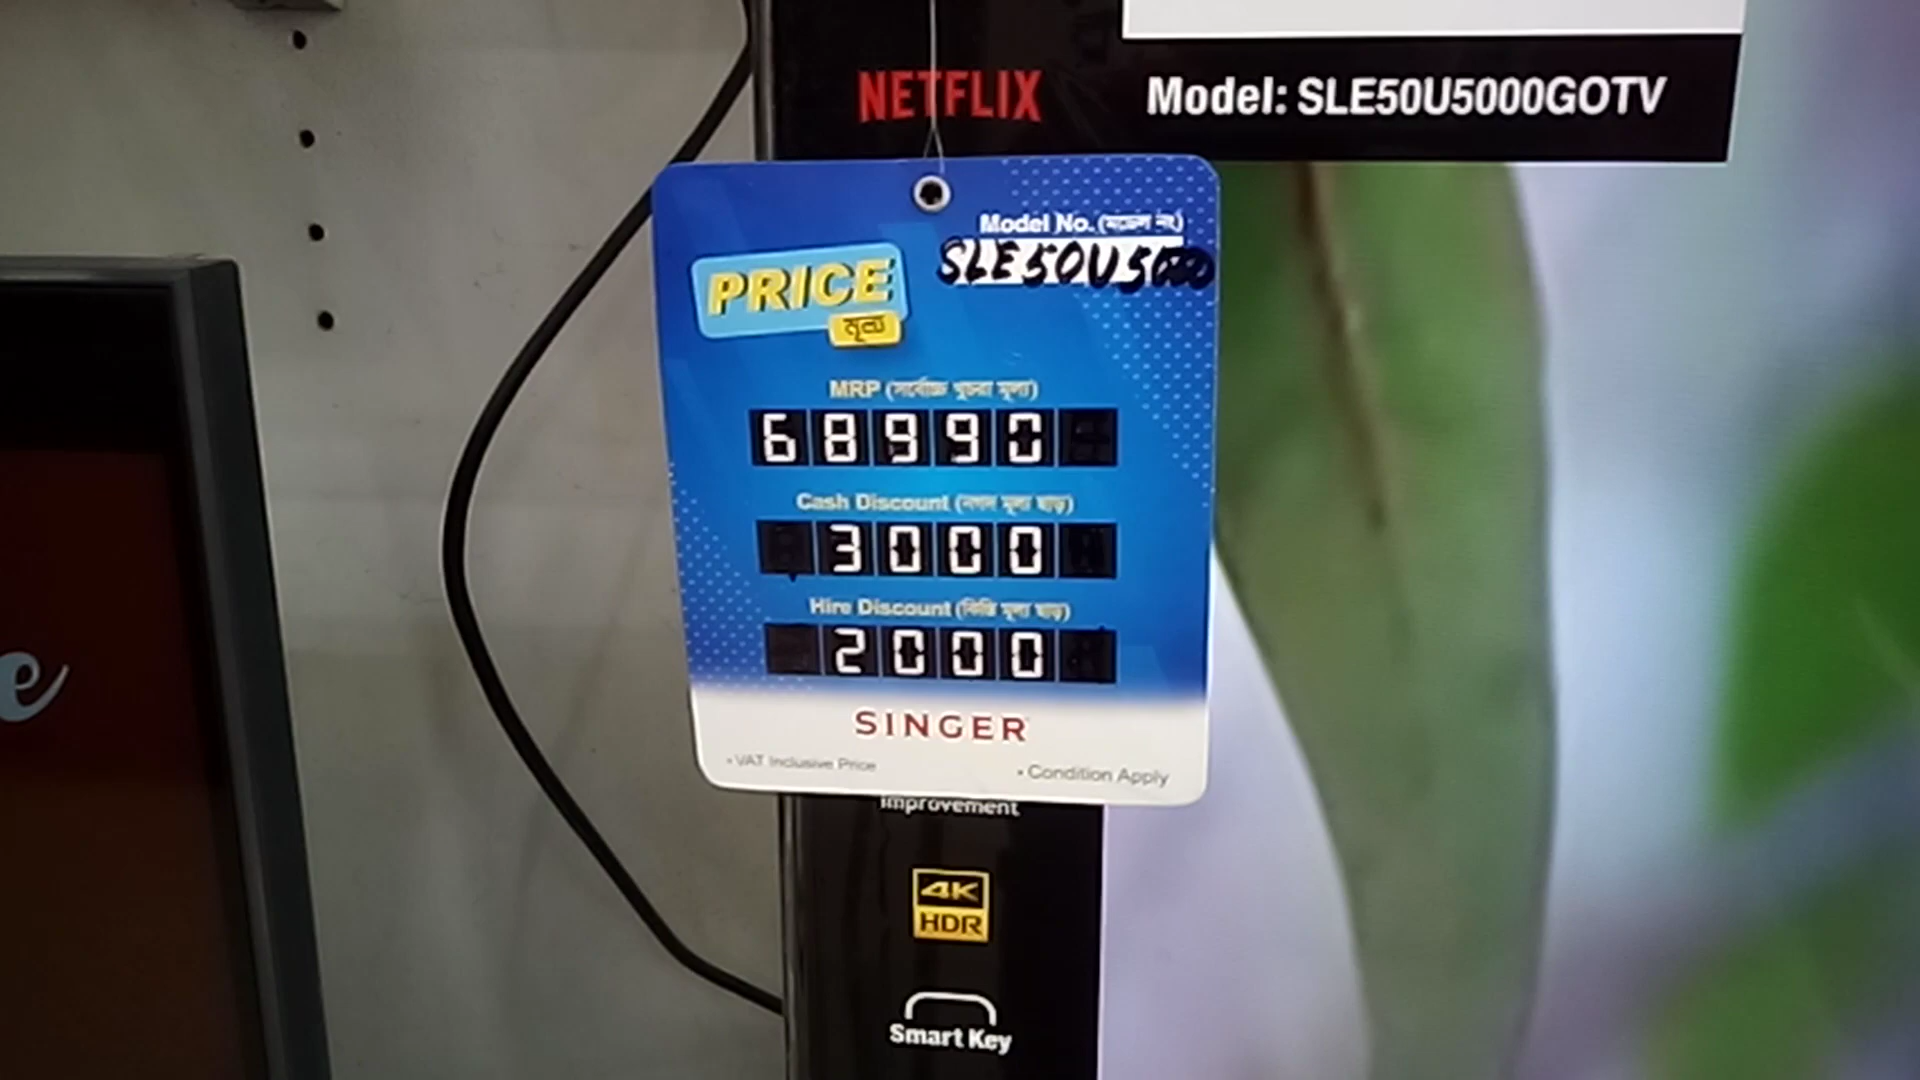 NETFLIX
Model: SLE50U5000GOTV
Model No. (মডেল নং)
SLE50U5000
PRICE
মূল্য
MRP (সর্বোচ্চ খুচরা মূল্য)
68990
Cash Discount (নগদ মূল্য ছাড়)
3000
Hire Discount (কিস্তি মূল্য ছাড়)
2000
SINGER
• VAT Inclusive Price
• Condition Apply
Improvement
4K
HDR
Smart Key
e